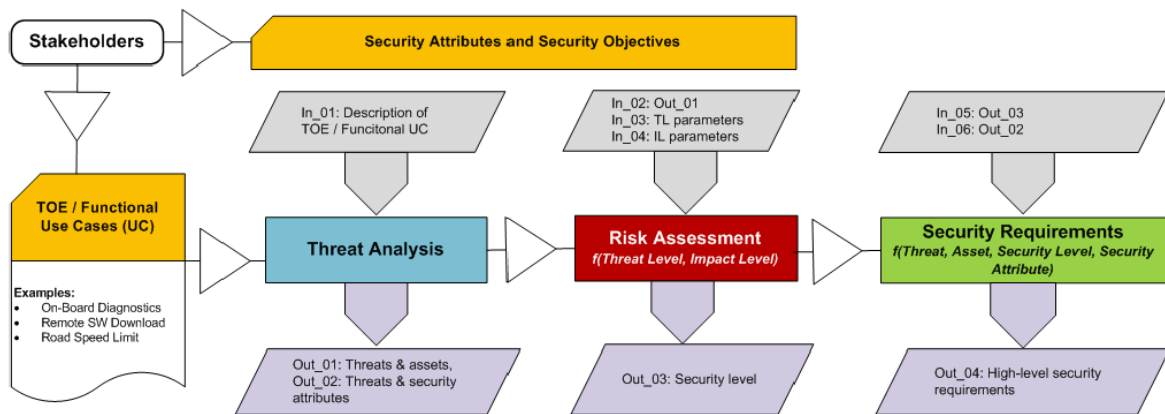 Stakeholders
Security Attributes and Security Objectives
In_01: Description of
TOE / Funcitonal UC
In_02: Out_01
In_03: TL parameters
In_04: IL parameters
In_05: Out_03
In_06: Out_02
TOE / Functional
Use Cases (UC)
Examples:
• On-Board Diagnostics
• Remote SW Download
• Road Speed Limit
Threat Analysis
Risk Assessment
f(Threat Level, Impact Level)
Security Requirements
f(Threat, Asset, Security Level, Security
Attribute)
Out_01: Threats & assets,
Out_02: Threats & security
attributes
Out_03: Security level
Out_04: High-level security
requirements